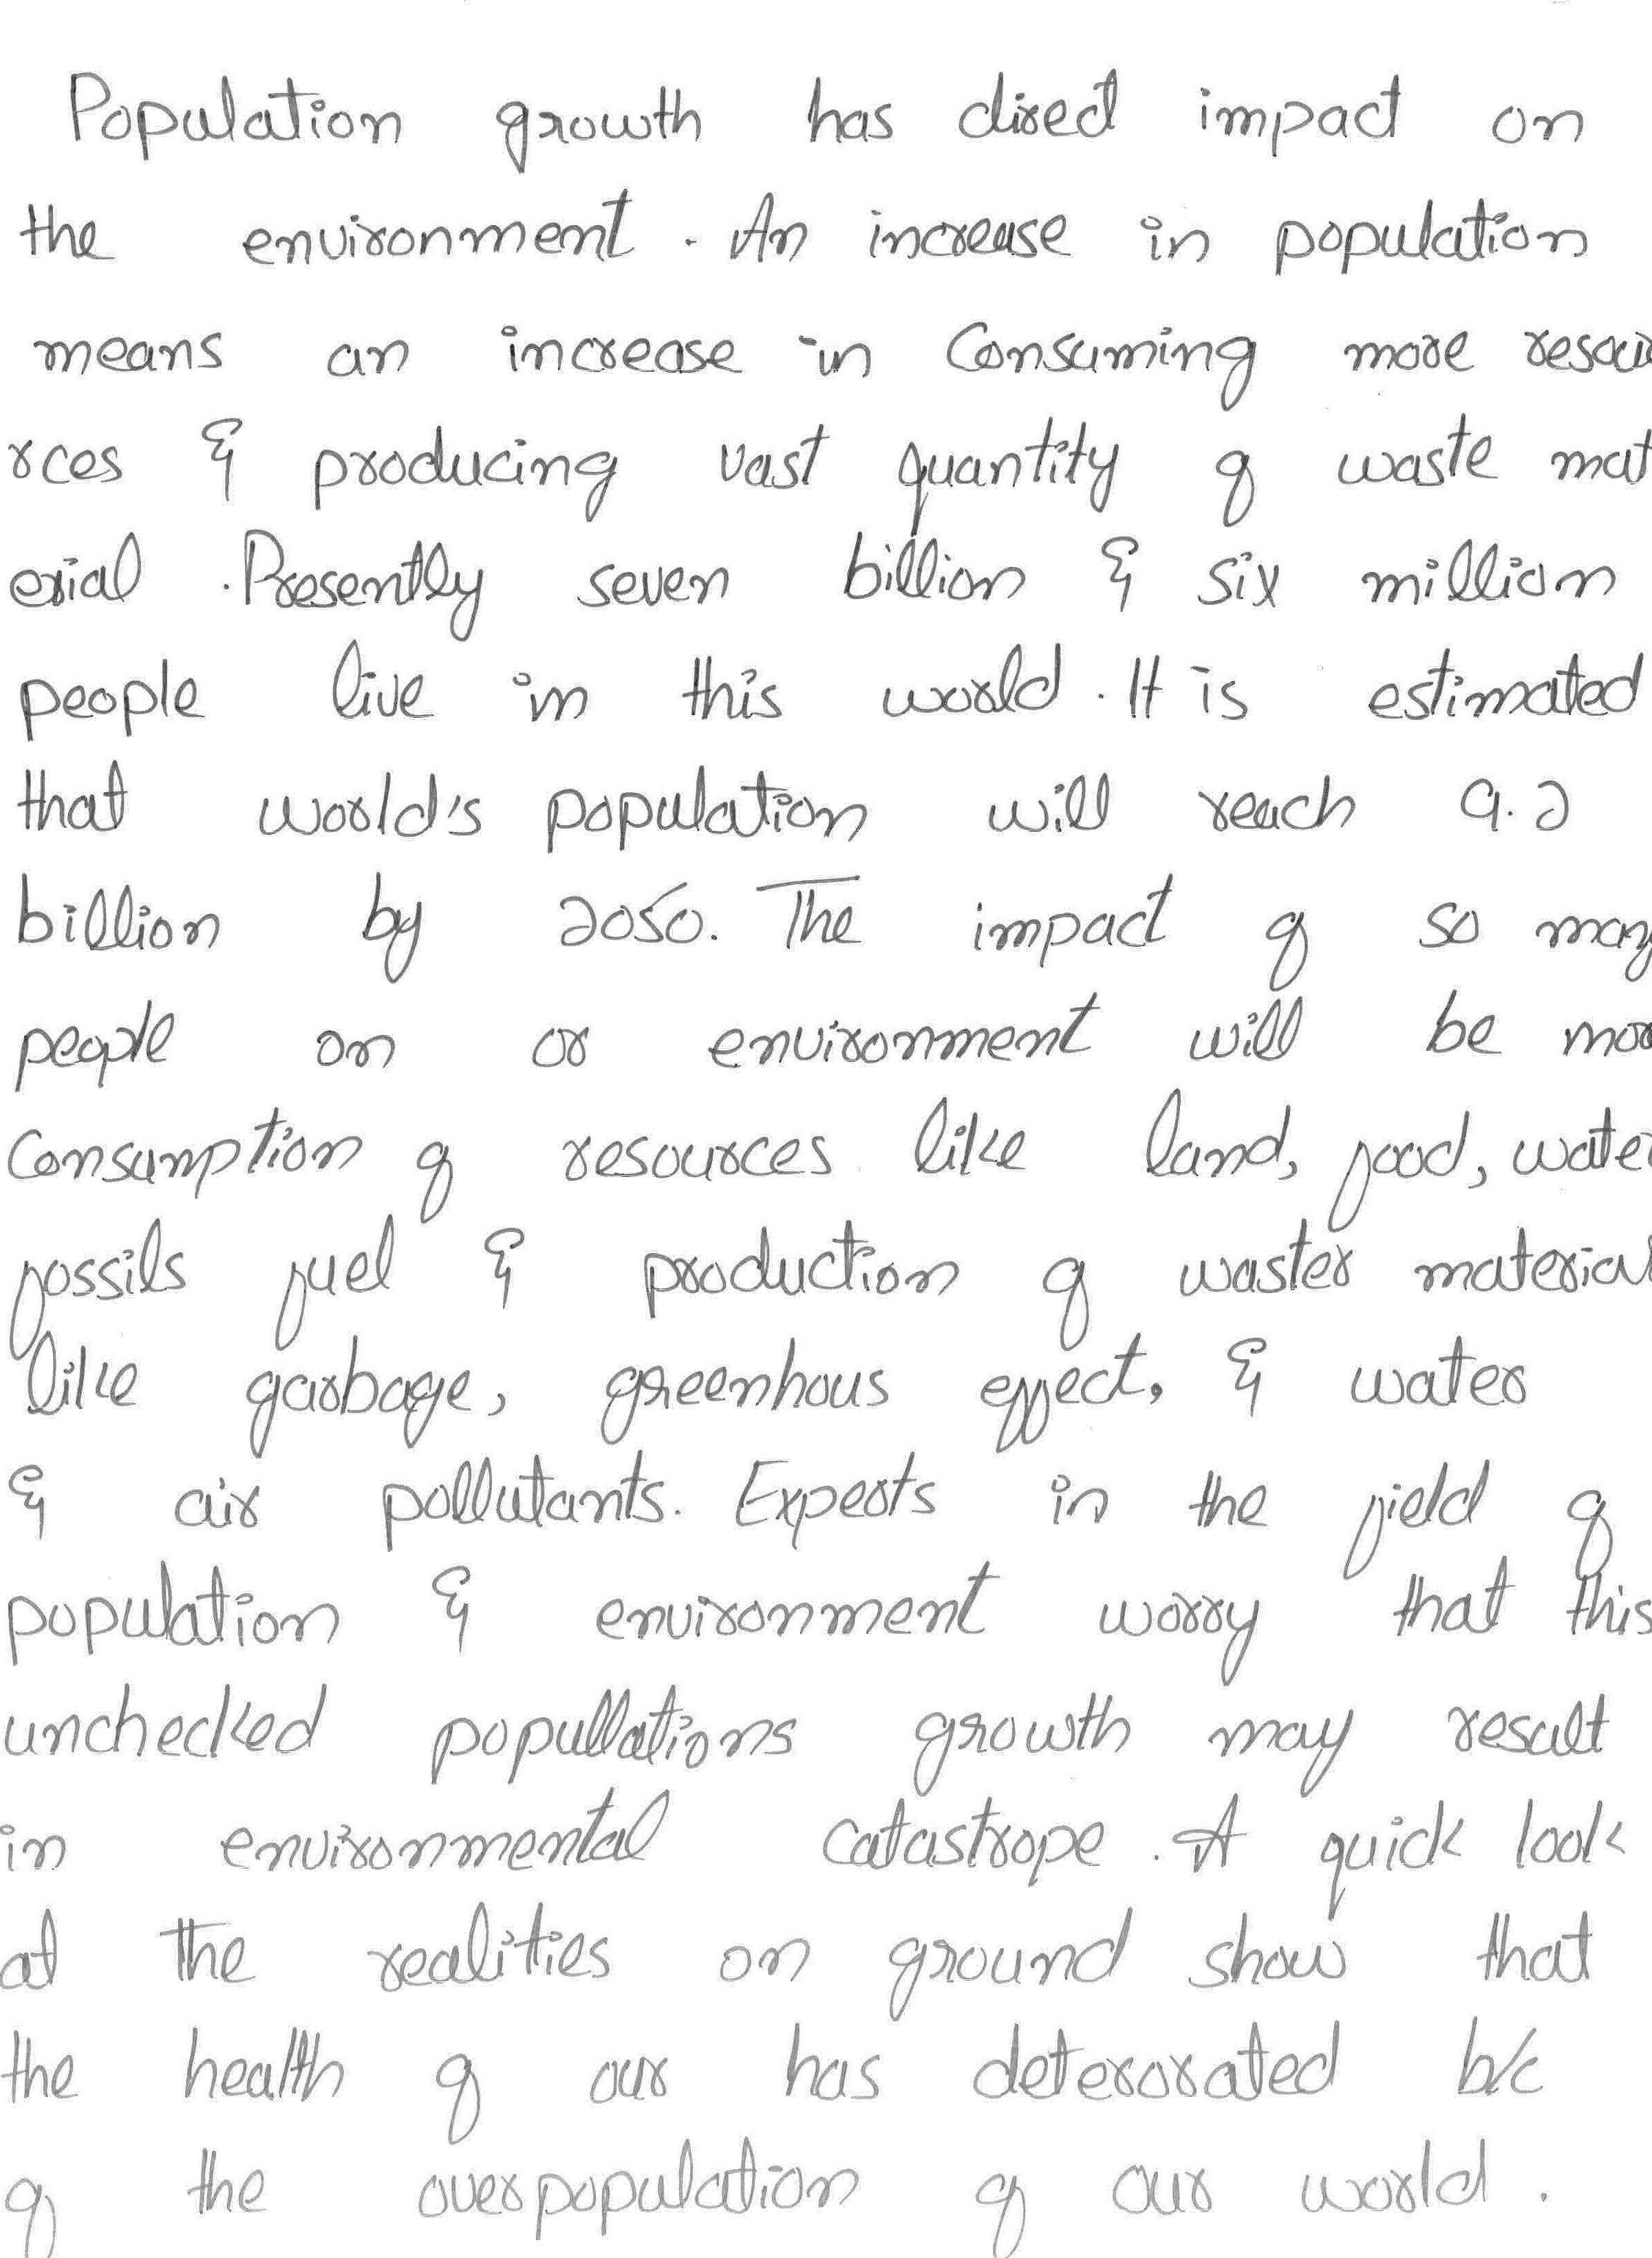 Population growth has direct impact on
the environment . An increase in population
means an increase in Consuming more resou
rces & producing vast quantity of waste mat
erial . Presently seven billion & six million
people live in this world . It is estimated
that world's population will reach 9.2
billion by 2050. The impact of so many
people on or environment will be more
Consumption of resources like land, food, water
fossils fuel & production of waster material
like garbage, greenhous effect, & water
& air pollutants. Experts in the field of
population & environment worry that this
unchecked popullations growth may result
in environmental catastrope . A quick look
at the realities on ground show that
the health of our has deterorated b/c
of the overpopulation of our world .